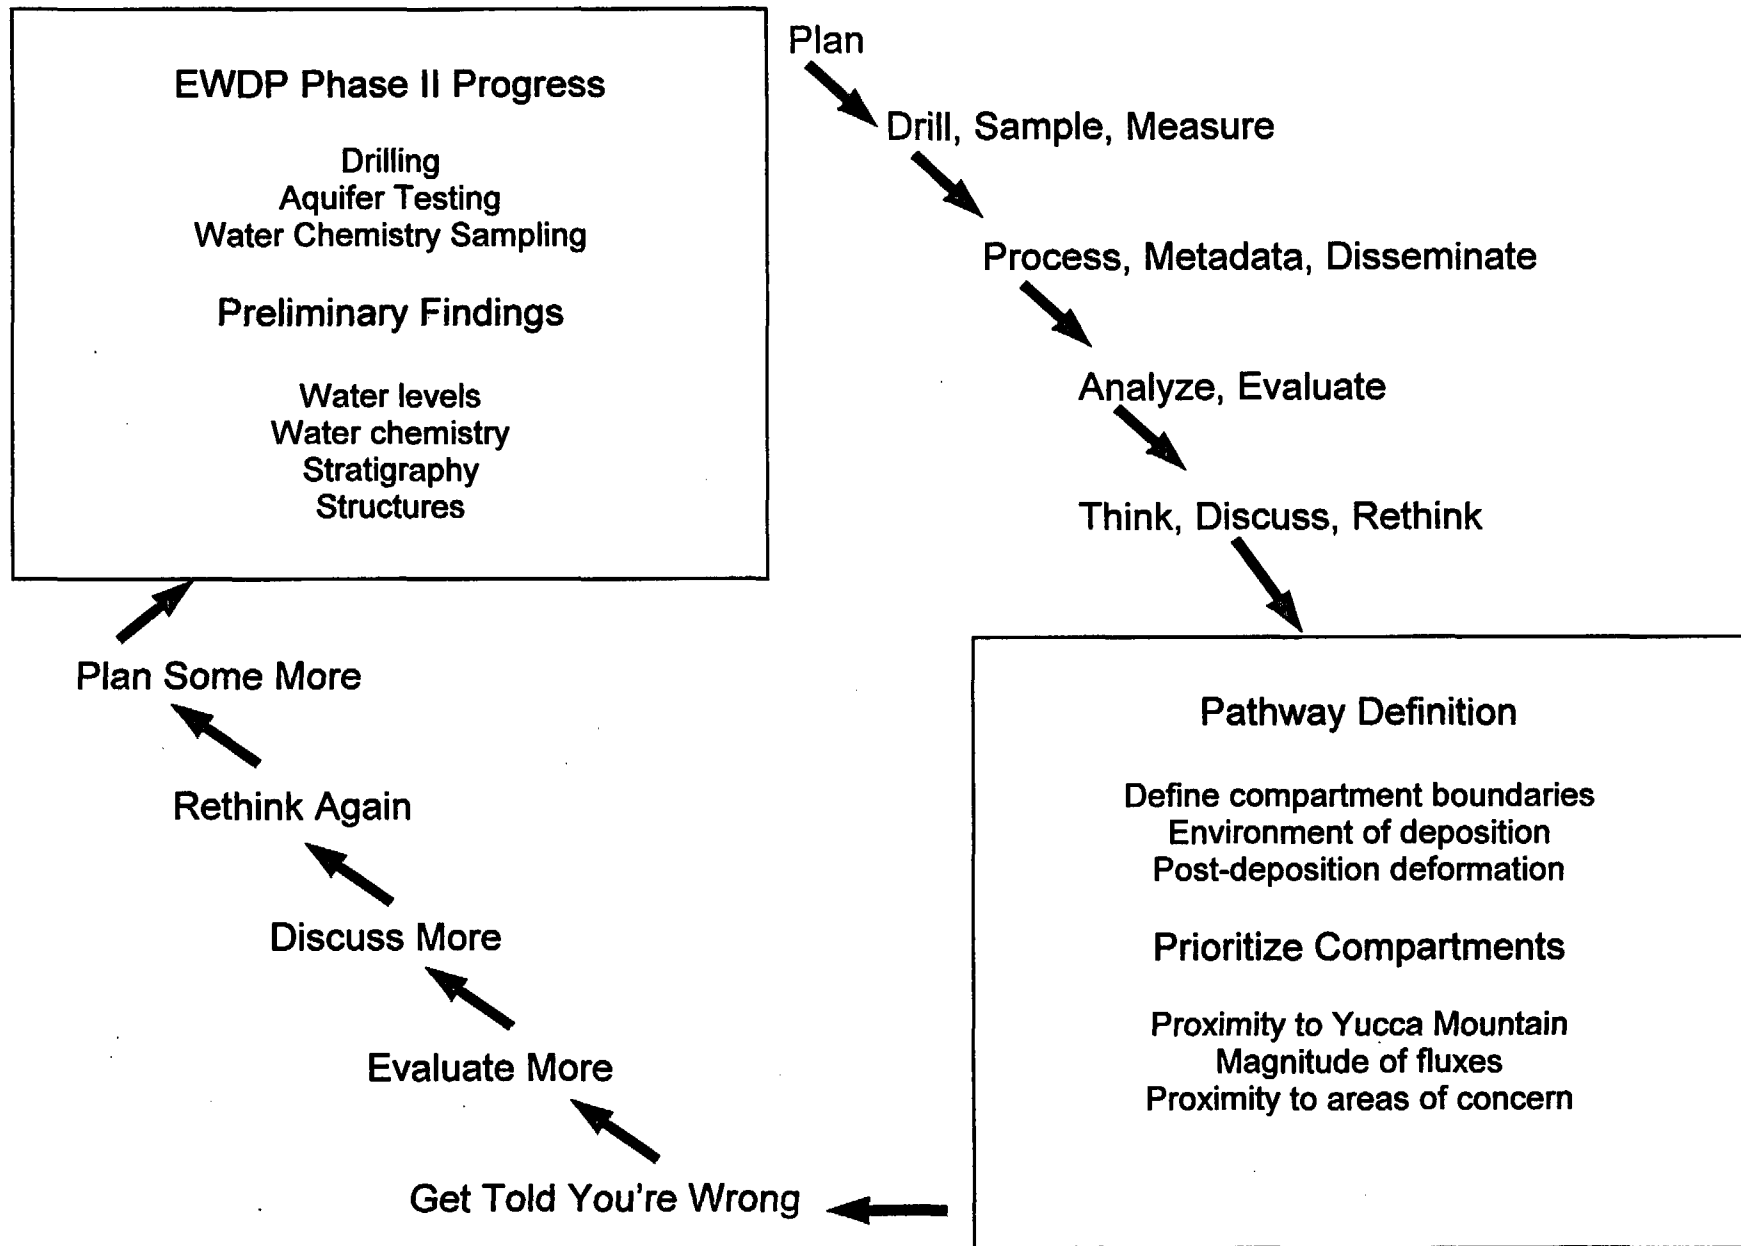 EWDP Phase II Progress
Drilling
Aquifer Testing
Water Chemistry Sampling
Preliminary Findings
Water levels
Water chemistry
Stratigraphy
Structures
Plan
Drill, Sample, Measure
Process, Metadata, Disseminate
Analyze, Evaluate
Think, Discuss, Rethink
Pathway Definition
Define compartment boundaries
Environment of deposition
Post-deposition deformation
Prioritize Compartments
Proximity to Yucca Mountain
Magnitude of fluxes
Proximity to areas of concern
Get Told You're Wrong
Evaluate More
Discuss More
Rethink Again
Plan Some More